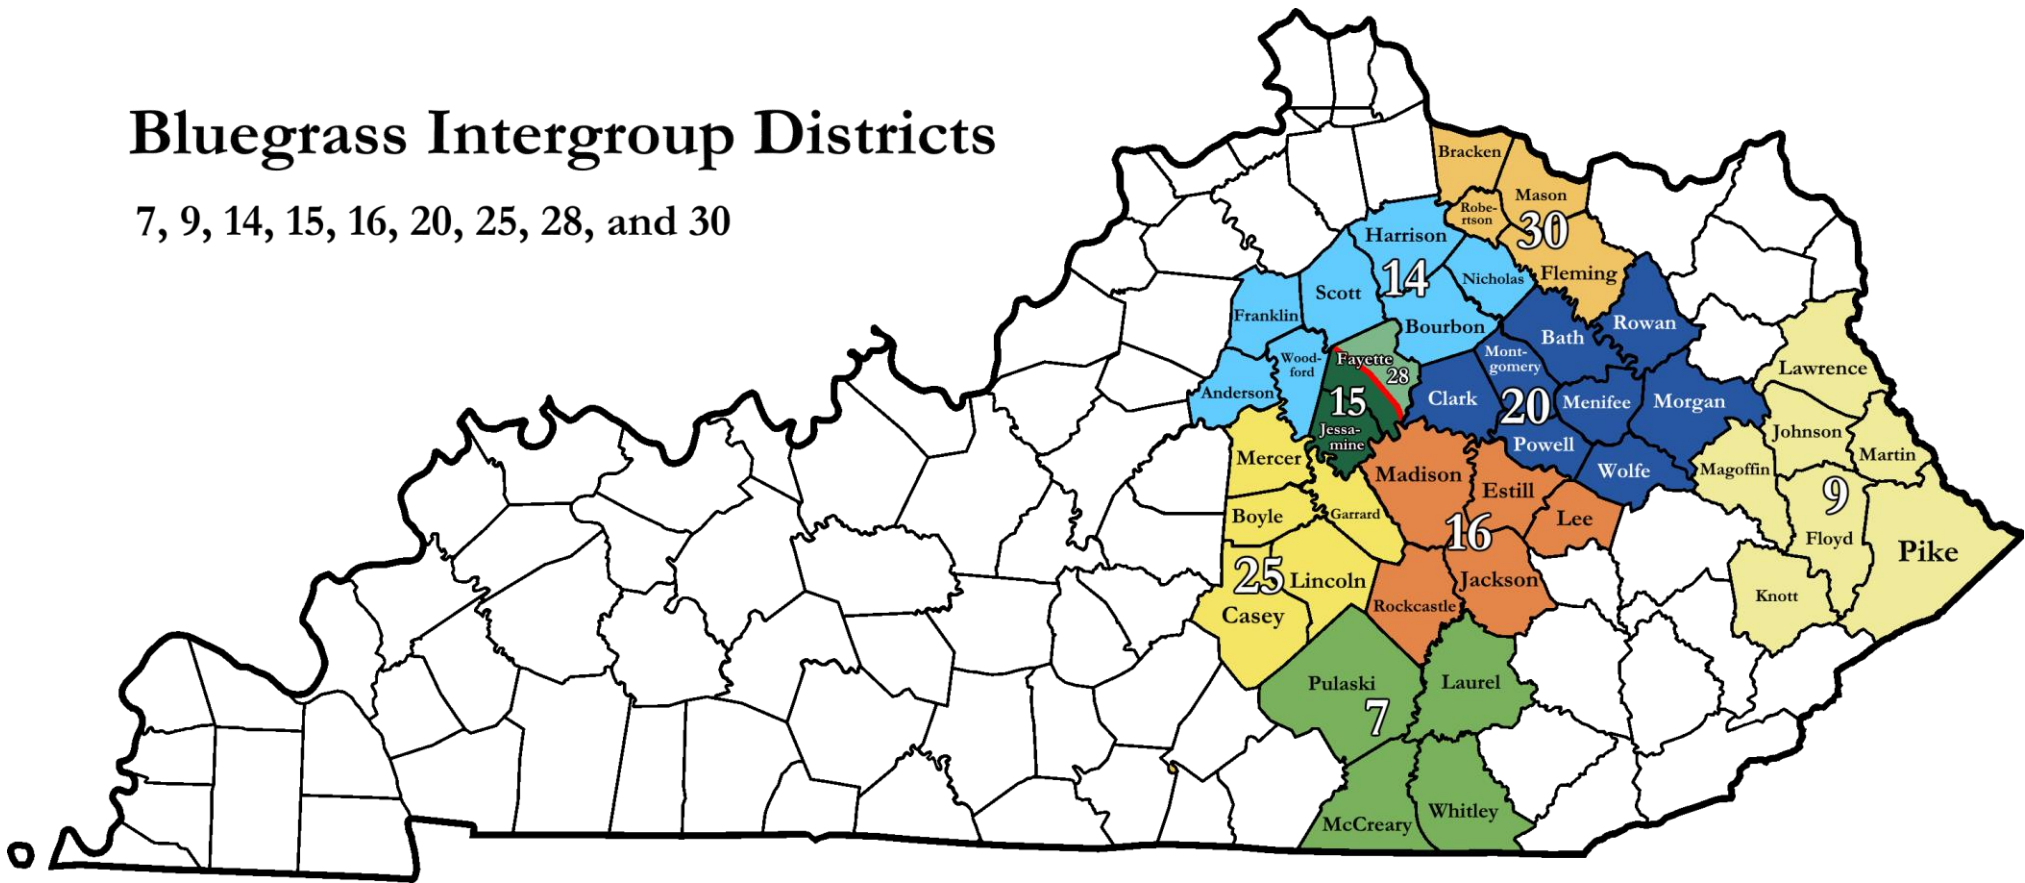 Bluegrass Intergroup Districts
7, 9, 14, 15, 16, 20, 25, 28, and 30
Bracken
Mason
Robe-
rtson
30
Fleming
Harrison
14
Nicholas
Scott
Franklin
Bourbon
Wood-
ford
Anderson
Fayette
28
15
Jessa-
mine
Rowan
Bath
Mont-
gomery
Clark
20
Menifee
Morgan
Powell
Wolfe
Lawrence
Johnson
Martin
Magoffin
9
Floyd
Pike
Knott
Mercer
Boyle
Garrard
25
Lincoln
Casey
Madison
Estill
Lee
16
Jackson
Rockcastle
Pulaski
Laurel
7
McCreary
Whitley